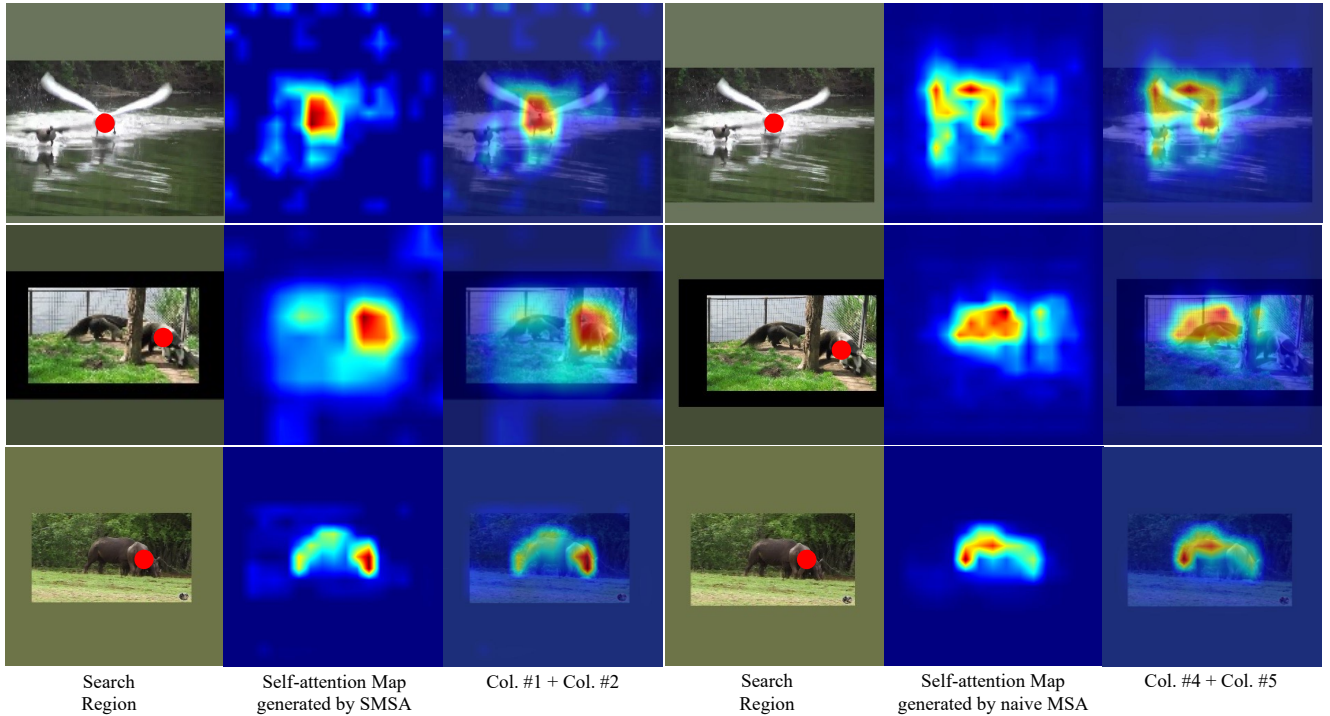 Search
Region
Self-attention Map
generated by SMSA
Col. #1 + Col. #2
Search
Region
Self-attention Map
generated by naive MSA
Col. #4 + Col. #5